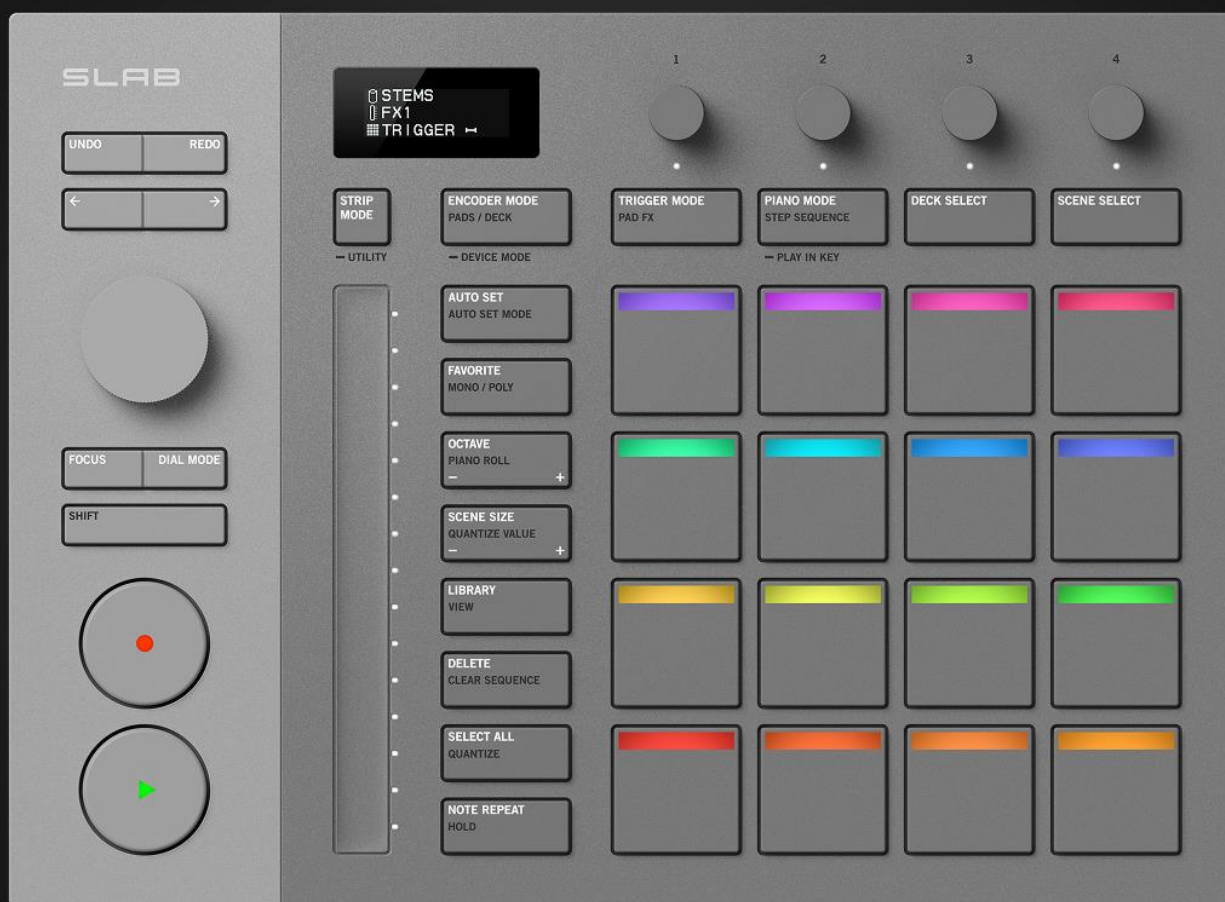 SLAB
UNDO REDO
← →
FOCUS DIAL MODE
SHIFT
STEMS
FX1
TRIGGER
1 2 3 4
STRIP
MODE
– UTILITY
ENCODER MODE
PADS / DECK
– DEVICE MODE
TRIGGER MODE
PAD FX
PIANO MODE
STEP SEQUENCE
– PLAY IN KEY
DECK SELECT
SCENE SELECT
AUTO SET
AUTO SET MODE
FAVORITE
MONO / POLY
OCTAVE
PIANO ROLL
– +
SCENE SIZE
QUANTIZE VALUE
– +
LIBRARY
VIEW
DELETE
CLEAR SEQUENCE
SELECT ALL
QUANTIZE
NOTE REPEAT
HOLD